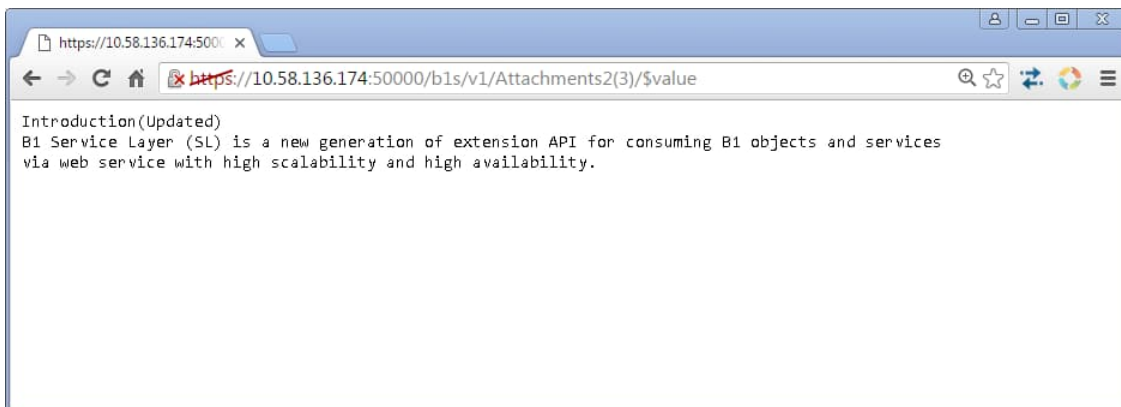 https://10.58.136.174:500
https://10.58.136.174:50000/b1s/v1/Attachments2(3)/$value
Introduction(Updated)
B1 Service Layer (SL) is a new generation of extension API for consuming B1 objects and services
via web service with high scalability and high availability.